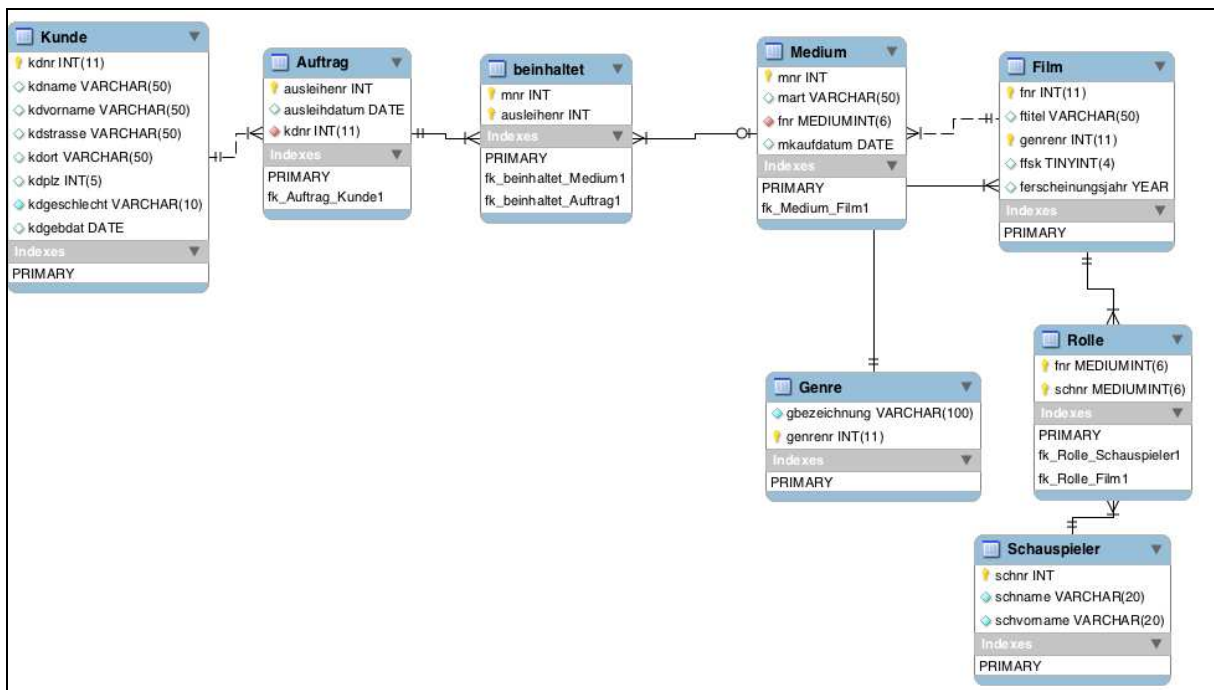 Kunde
kdnr INT(11)
kdname VARCHAR(50)
kdvorname VARCHAR(50)
kdstrasse VARCHAR(50)
kdort VARCHAR(50)
kdplz INT(5)
kdgeschlecht VARCHAR(10)
kdgebdat DATE
Indexes
PRIMARY
Auftrag
ausleihenr INT
ausleihdatum DATE
kdnr INT(11)
Indexes
PRIMARY
fk_Auftrag_Kunde1
beinhaltet
mnr INT
ausleihenr INT
Indexes
PRIMARY
fk_beinhaltet_Medium1
fk_beinhaltet_Auftrag1
Medium
mnr INT
mart VARCHAR(50)
fnr MEDIUMINT(6)
mkaufdatum DATE
Indexes
PRIMARY
fk_Medium_Film1
Film
fnr INT(11)
ftitel VARCHAR(50)
genrenr INT(11)
ffsk TINYINT(4)
ferscheinungsjahr YEAR
Indexes
PRIMARY
Genre
gbezeichnung VARCHAR(100)
genrenr INT(11)
Indexes
PRIMARY
Rolle
fnr MEDIUMINT(6)
schnr MEDIUMINT(6)
Indexes
PRIMARY
fk_Rolle_Schauspieler1
fk_Rolle_Film1
Schauspieler
schnr INT
schname VARCHAR(20)
schvorname VARCHAR(20)
Indexes
PRIMARY